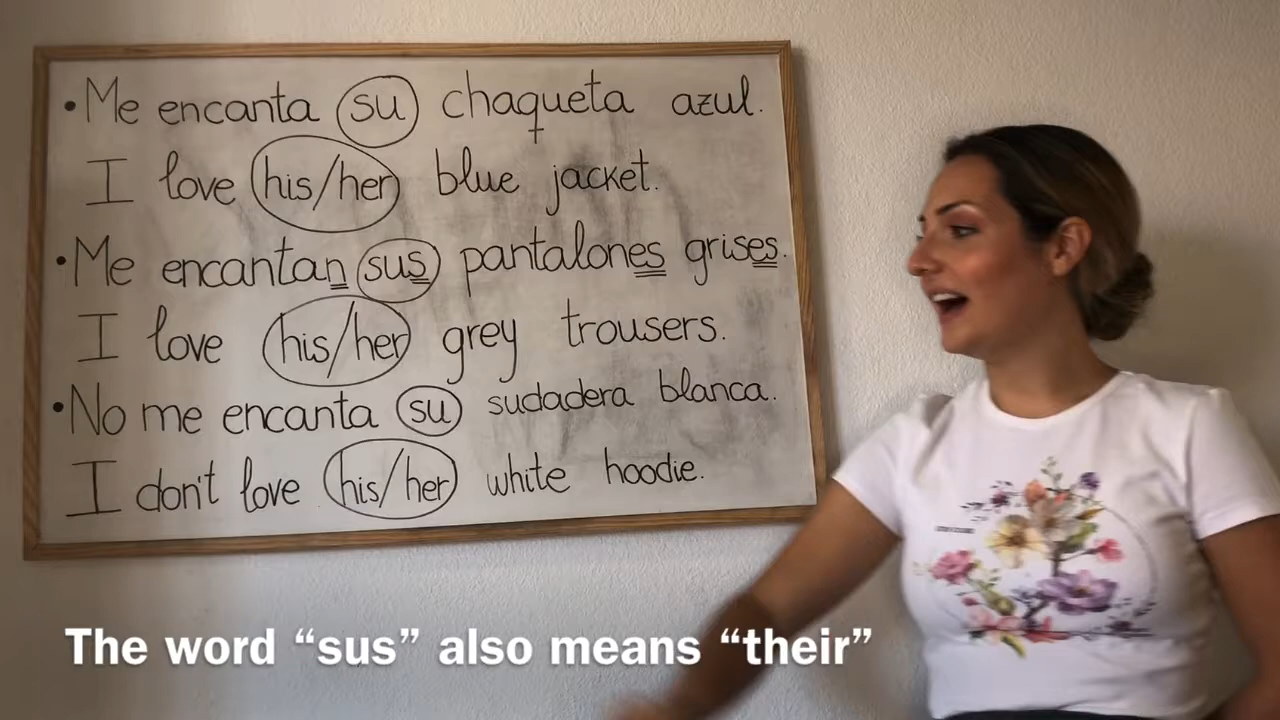 • Me encanta su chaqueta azul.
I love his/her blue jacket.
• Me encantan sus pantalones grises.
I love his/her grey trousers.
• No me encanta su sudadera blanca.
I don't love his/her white hoodie.
The word “sus” also means “their”